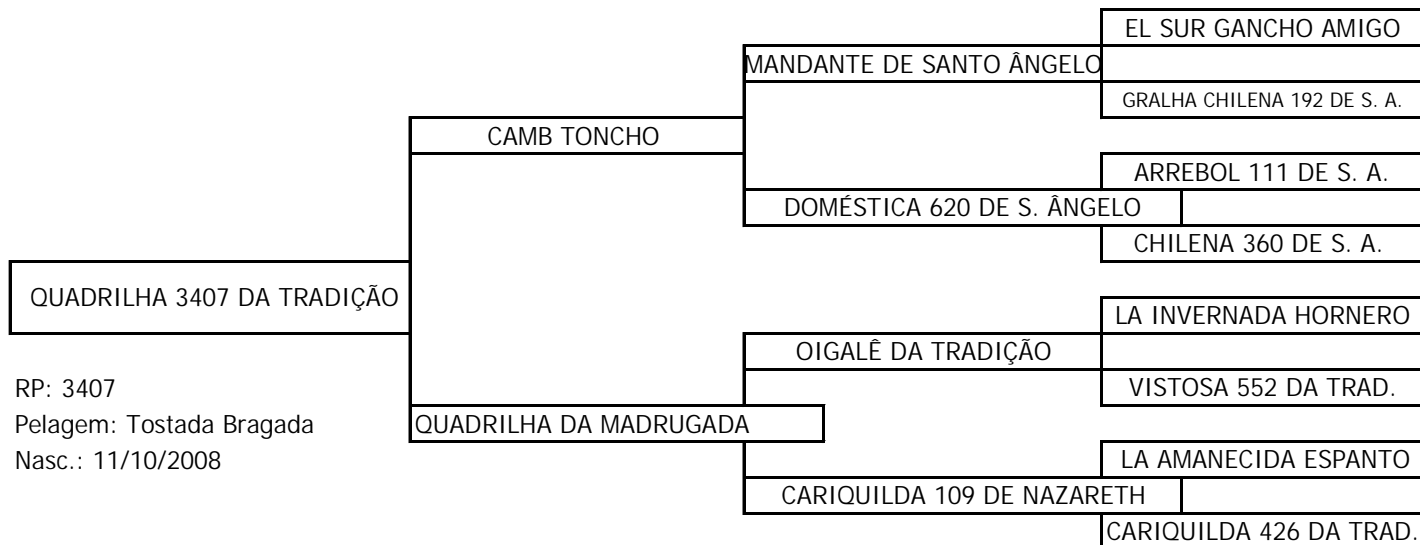 EL SUR GANCHO AMIGO
MANDANTE DE SANTO ÂNGELO
GRALHA CHILENA 192 DE S. A.
CAMB TONCHO
ARREBOL 111 DE S. A.
DOMÉSTICA 620 DE S. ÂNGELO
CHILENA 360 DE S. A.
QUADRILHA 3407 DA TRADIÇÃO
LA INVERNADA HORNERO
OIGALÊ DA TRADIÇÃO
RP: 3407
VISTOSA 552 DA TRAD.
Pelagem: Tostada Bragada
QUADRILHA DA MADRUGADA
Nasc.: 11/10/2008
LA AMANECIDA ESPANTO
CARIQUILDA 109 DE NAZARETH
CARIQUILDA 426 DA TRAD.